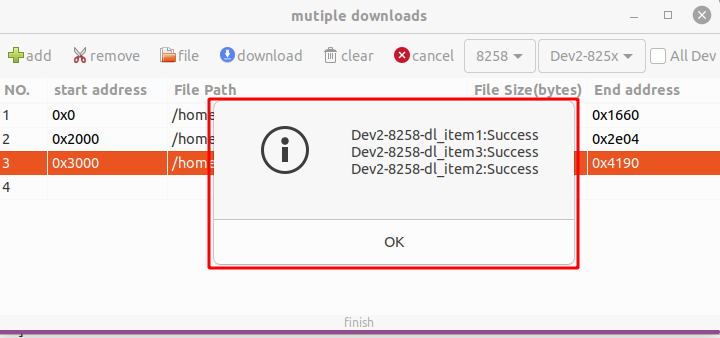 mutiple downloads
add remove file download clear cancel 8258 Dev2-825x All Dev
NO. start address File Path File Size(bytes) End address
1 0x0 /home 0x1660
2 0x2000 /home 0x2e04
3 0x3000 /home 0x4190
4
Dev2-8258-dl_item1:Success
Dev2-8258-dl_item3:Success
Dev2-8258-dl_item2:Success
OK
finish